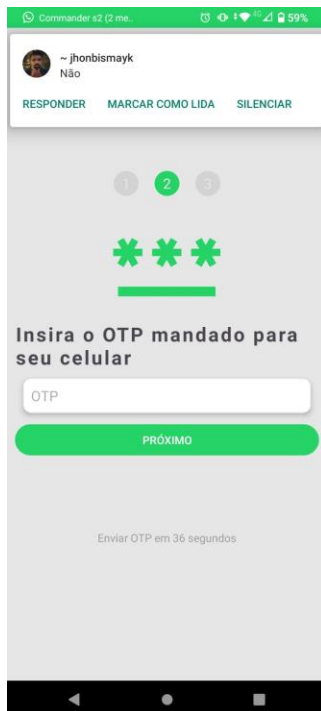 Commander s2 (2 me..
4G
59%
~ jhonbismayk
Não
RESPONDER MARCAR COMO LIDA SILENCIAR
1 2 3
***
Insira o OTP mandado para
seu celular
OTP
PRÓXIMO
Enviar OTP em 36 segundos